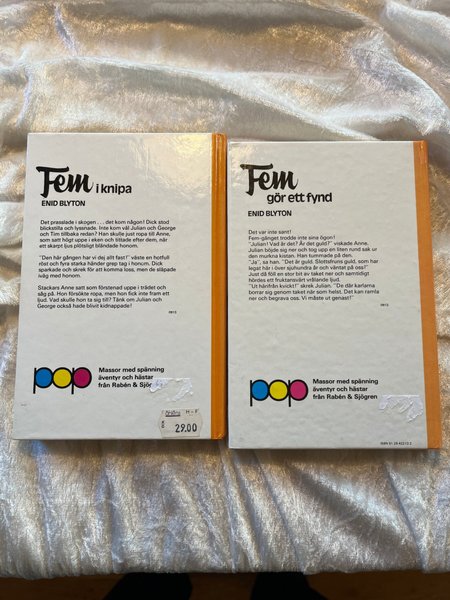 Fem i knipa
ENID BLYTON
Det prasslade i skogen . . . det kom någon! Dick stod
blickstilla och lyssnade. Inte kom väl Julian och George
och Tim tillbaka redan? Han skulle just ropa till Anne,
som satt högt uppe i eken och tittade efter dem, när
ett skarpt ljus plötsligt bländade honom.
"Den här gången har vi dej allt fast!" väste en hotfull
röst och fyra starka händer grep tag i honom. Dick
sparkade och skrek för att komma loss, men de släpade
iväg med honom.
Stackars Anne satt som förstenad uppe i trädet och
såg på. Hon försökte ropa, men hon fick inte fram ett
ljud. Vad skulle hon ta sig till? Tänk om Julian och
George också hade blivit kidnappade!
pop
Massor med spänning
äventyr och hästar
från Rabén & Sjö
M-F
29.00
Fem
gör ett fynd
ENID BLYTON
Det var inte sant!
Fem-gänget trodde inte sine ögon!
"Julian! Vad är det? Är det guld?" viskade Anne.
Julian böjde sig ner och tog upp en liten rund sak ur
den murkna kistan. Han tummade på den.
"Ja", sa han. "Det är guld. Slottsfruns guld, som har
legat här i över sjuhundra år och väntat på oss!"
Just då föll en stor bit av taket ner och samtidigt
hördes ett fruktansvärt vrålande ljud.
"Ut härifrån kvickt!" skrek Julian. "De där karlarna
borrar sig genom taket när som helst. Det kan ramla
ner och begrava oss. Vi måste ut genast!"
pop
Massor med spänning
äventyr och hästar
från Rabén & Sjögren